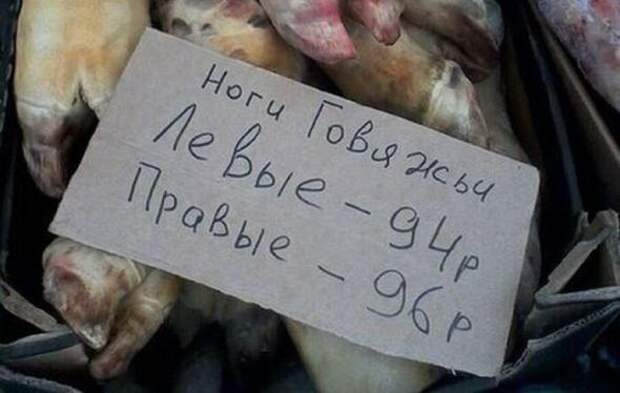 Ноги Говяжьи
Левые - 94р
Правые - 96р